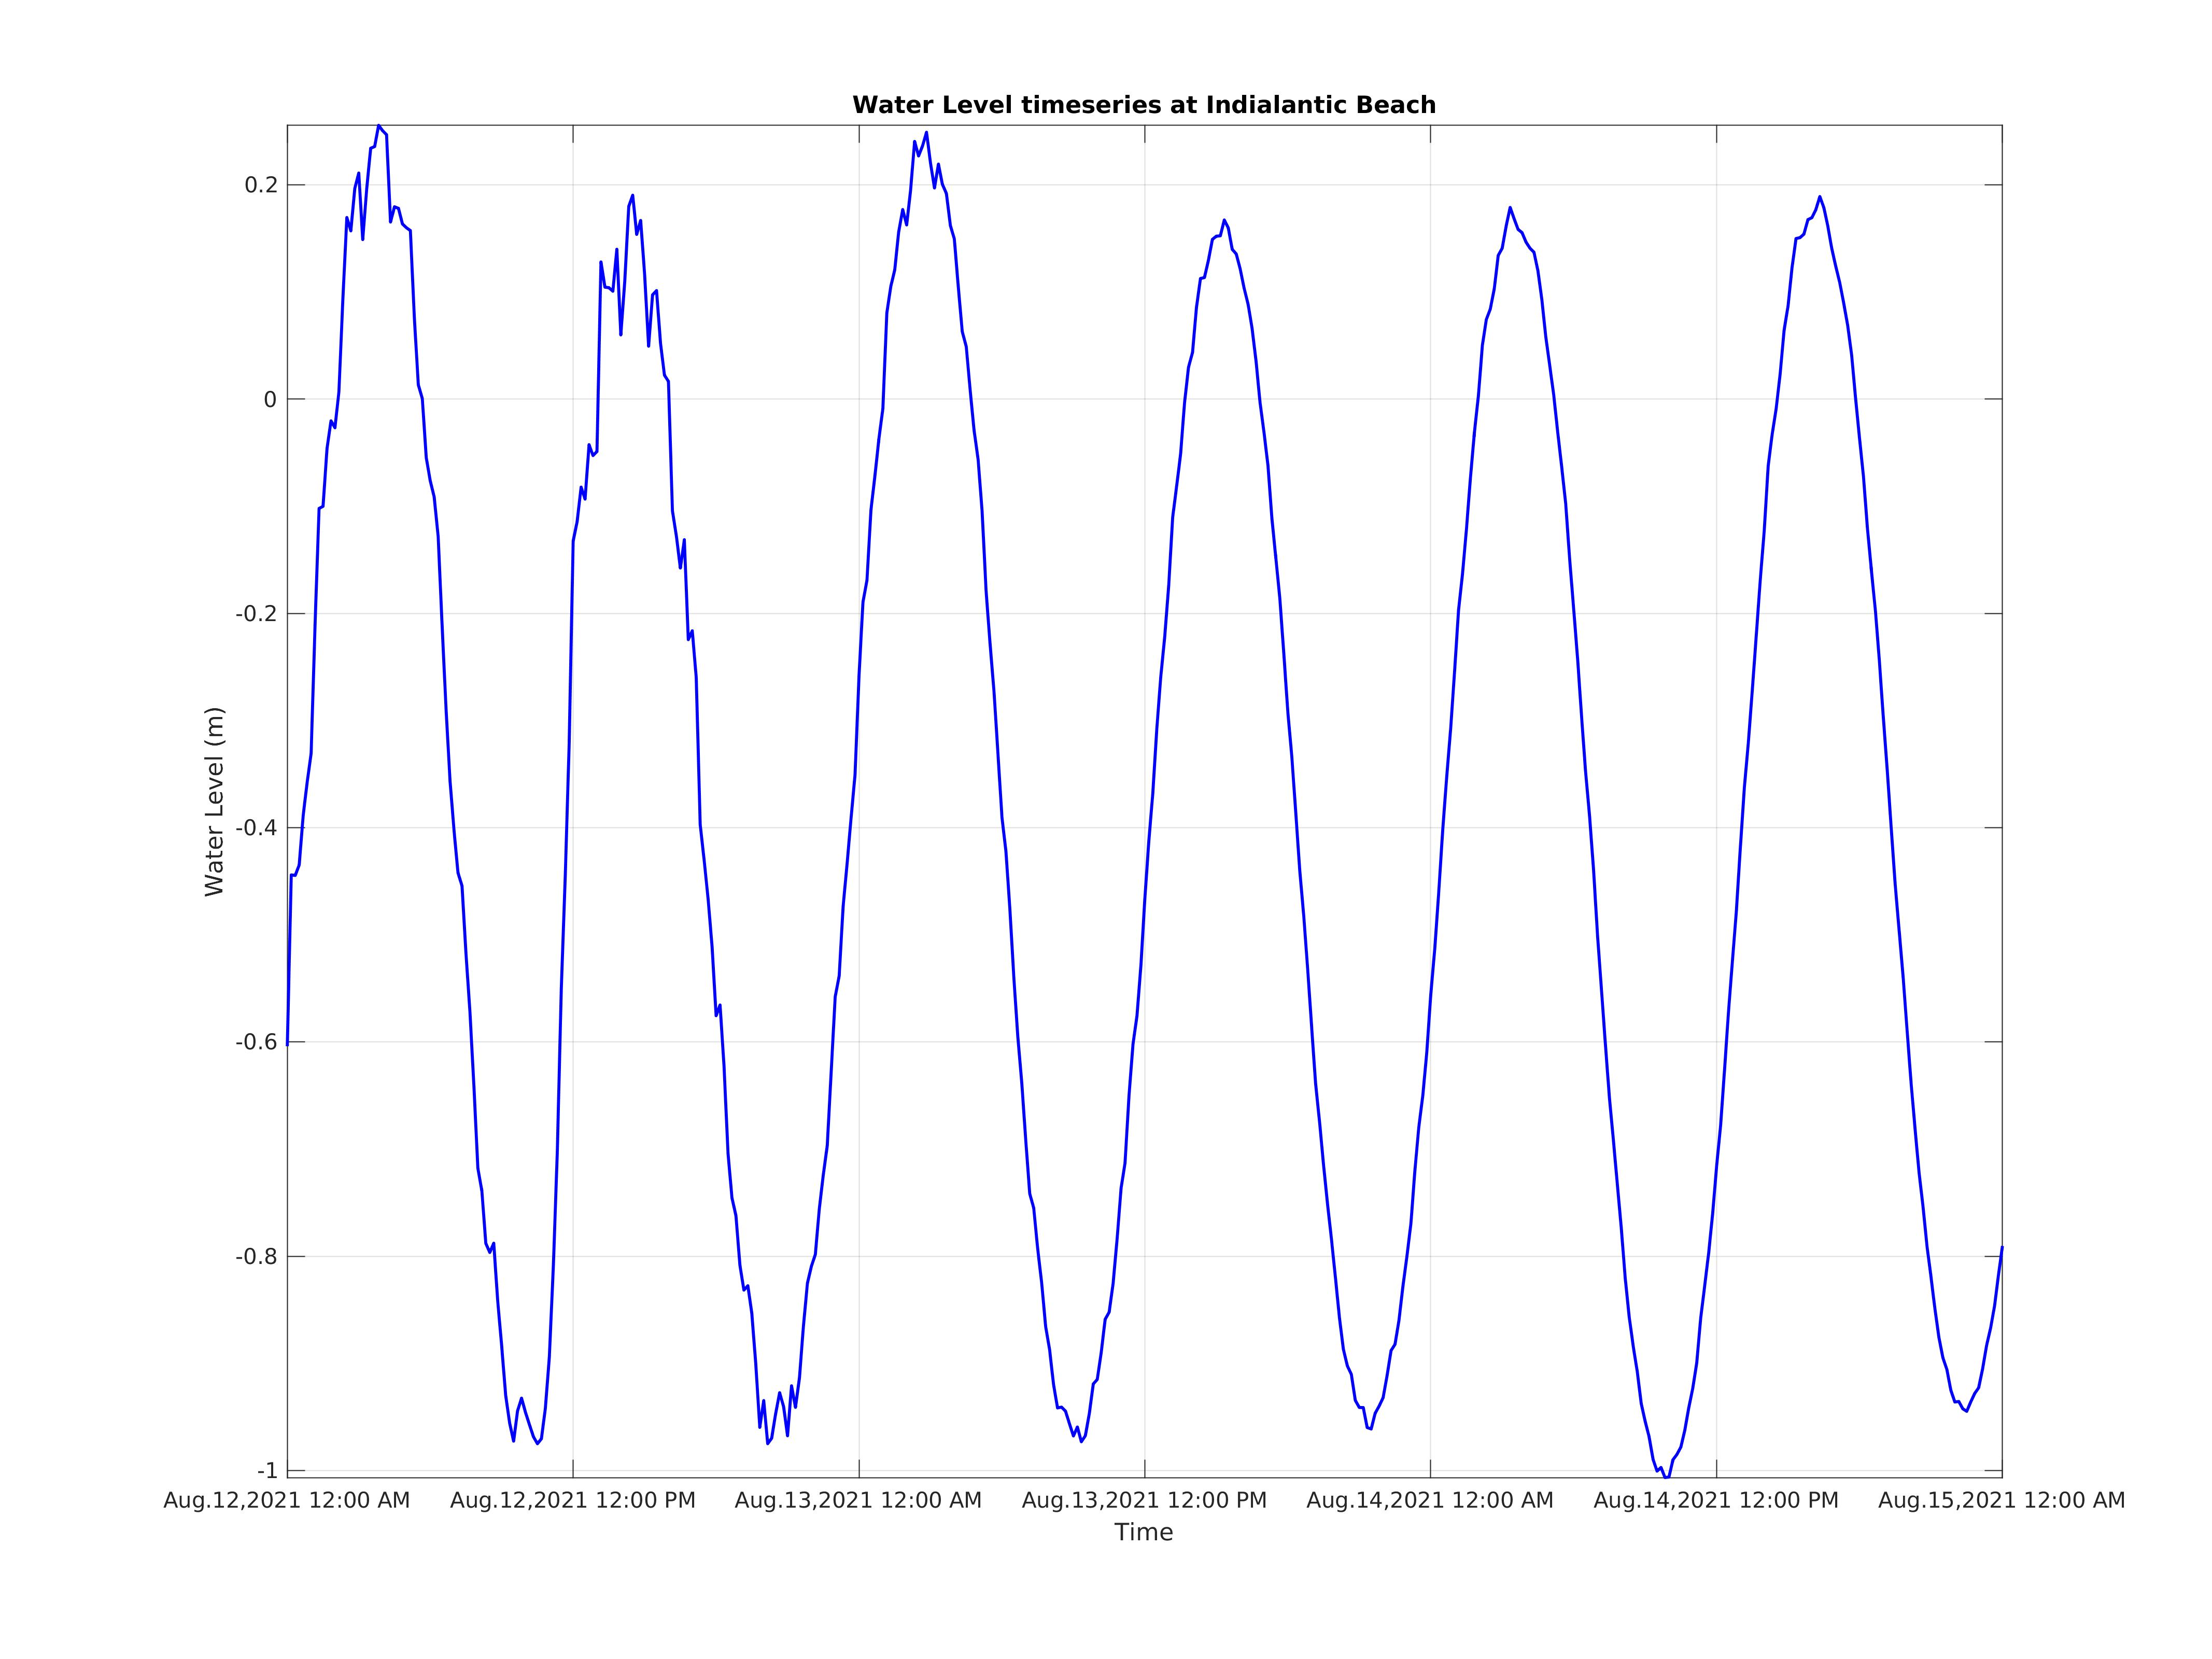 Water Level timeseries at Indialantic Beach
0.2
0
-0.2
-0.4
-0.6
-0.8
-1
Water Level (m)
Aug.12,2021 12:00 AM
Aug.12,2021 12:00 PM
Aug.13,2021 12:00 AM
Aug.13,2021 12:00 PM
Aug.14,2021 12:00 AM
Aug.14,2021 12:00 PM
Aug.15,2021 12:00 AM
Time